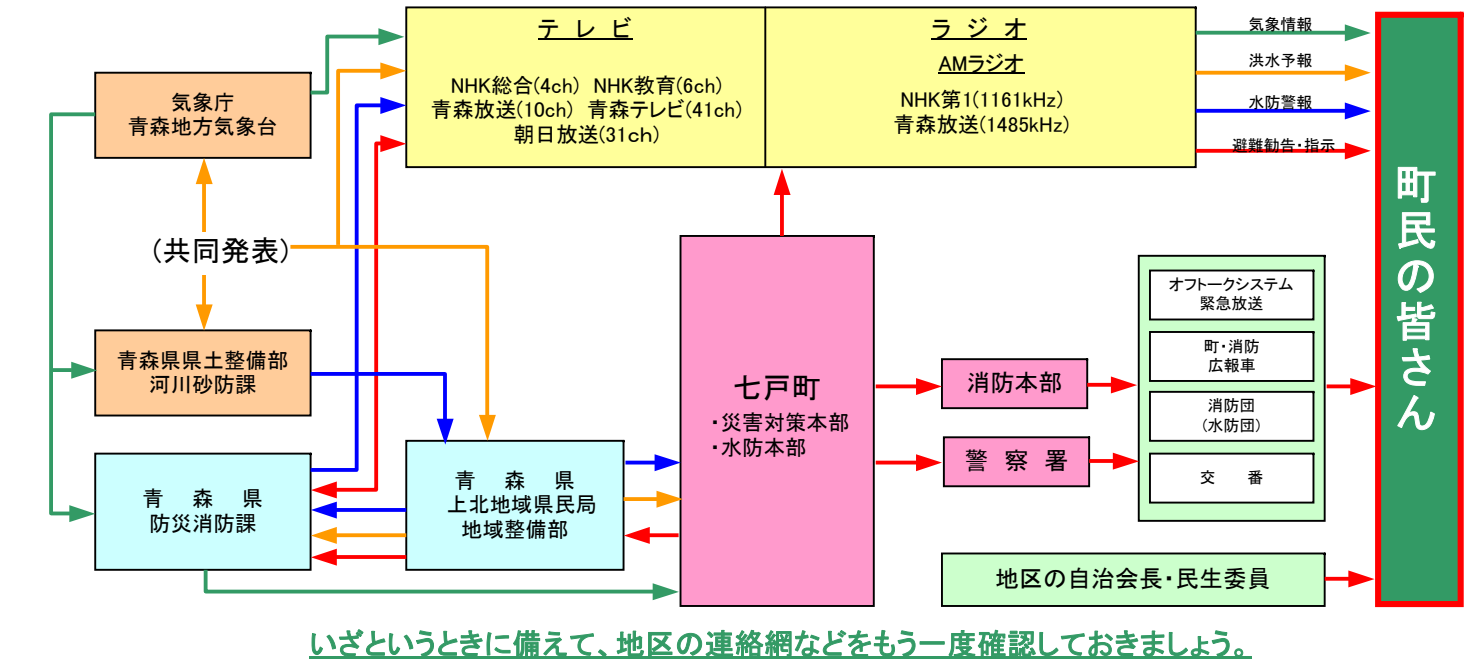 テレビ
NHK総合(4ch) NHK教育(6ch)
青森放送(10ch) 青森テレビ(41ch)
朝日放送(31ch)
ラジオ
AMラジオ
NHK第1(1161kHz)
青森放送(1485kHz)
気象情報
洪水予報
水防警報
避難勧告・指示
町民の皆さん
気象庁
青森地方気象台
(共同発表)
青森県県土整備部
河川砂防課
青森県
防災消防課
青森県
上北地域県民局
地域整備部
七戸町
・災害対策本部
・水防本部
消防本部
警察署
オフトークシステム
緊急放送
町・消防
広報車
消防団
(水防団)
交番
地区の自治会長・民生委員
いざというときに備えて、地区の連絡網などをもう一度確認しておきましょう。